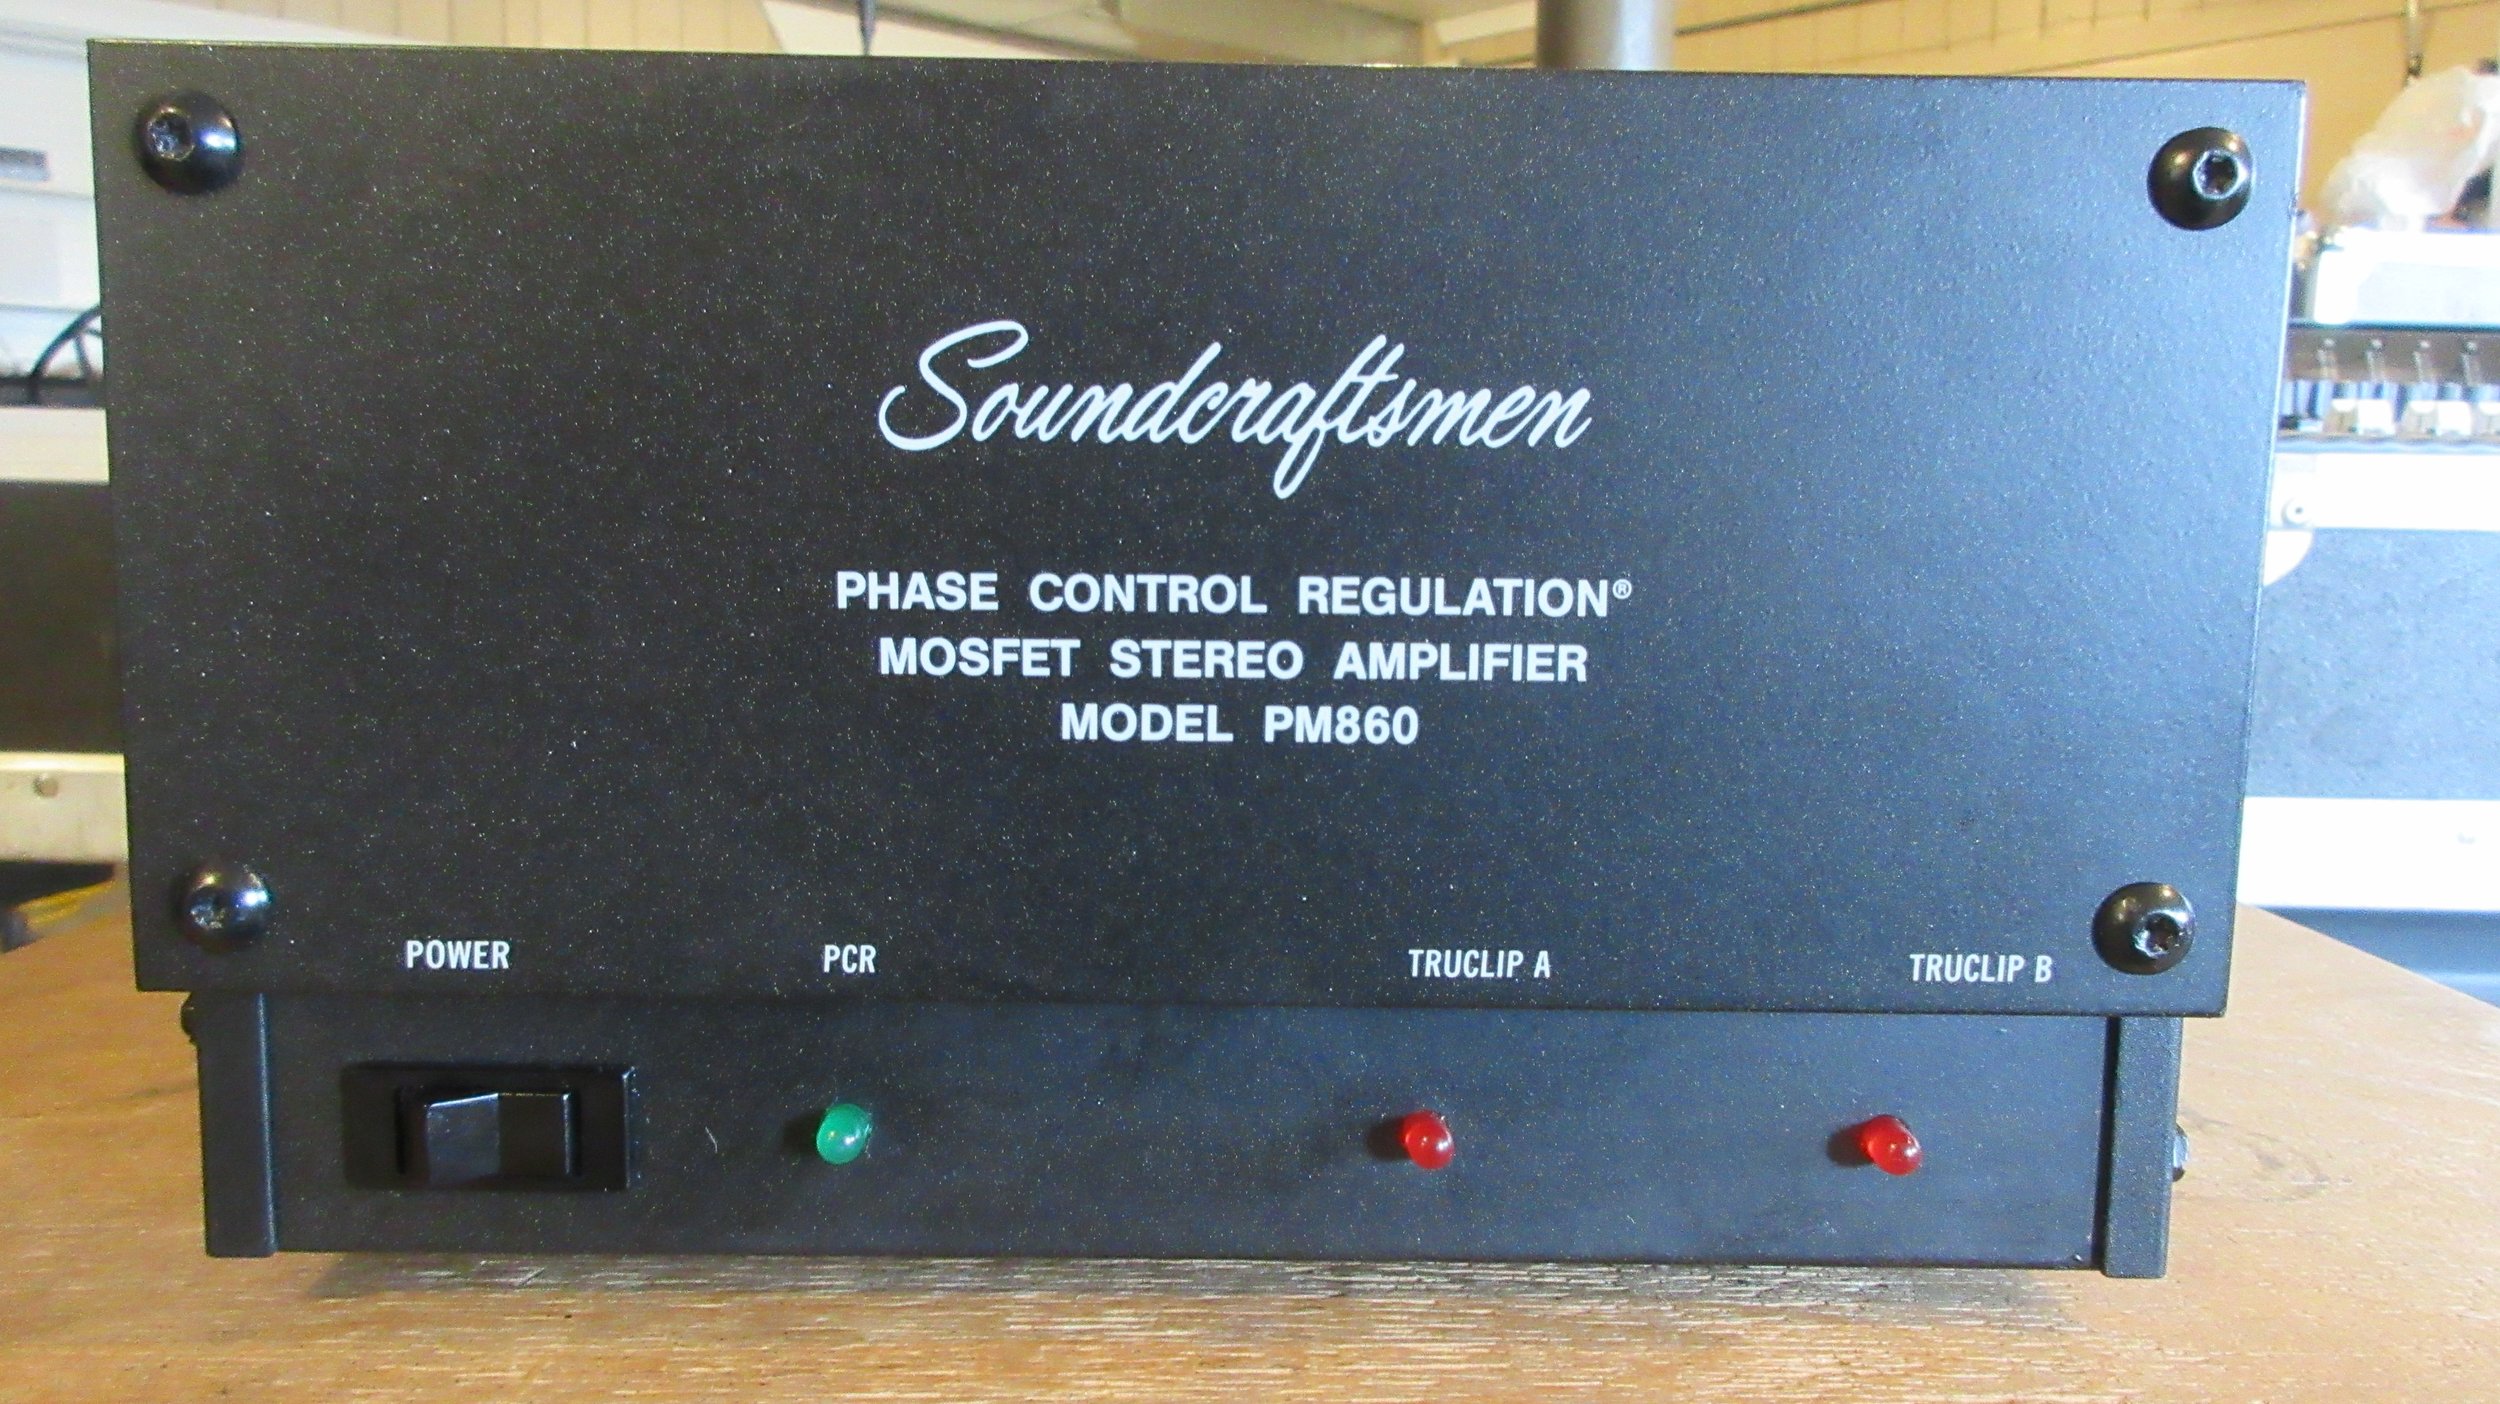 Soundcraftsmen
PHASE CONTROL REGULATION®
MOSFET STEREO AMPLIFIER
MODEL PM860
POWER PCR TRUCLIP A TRUCLIP B